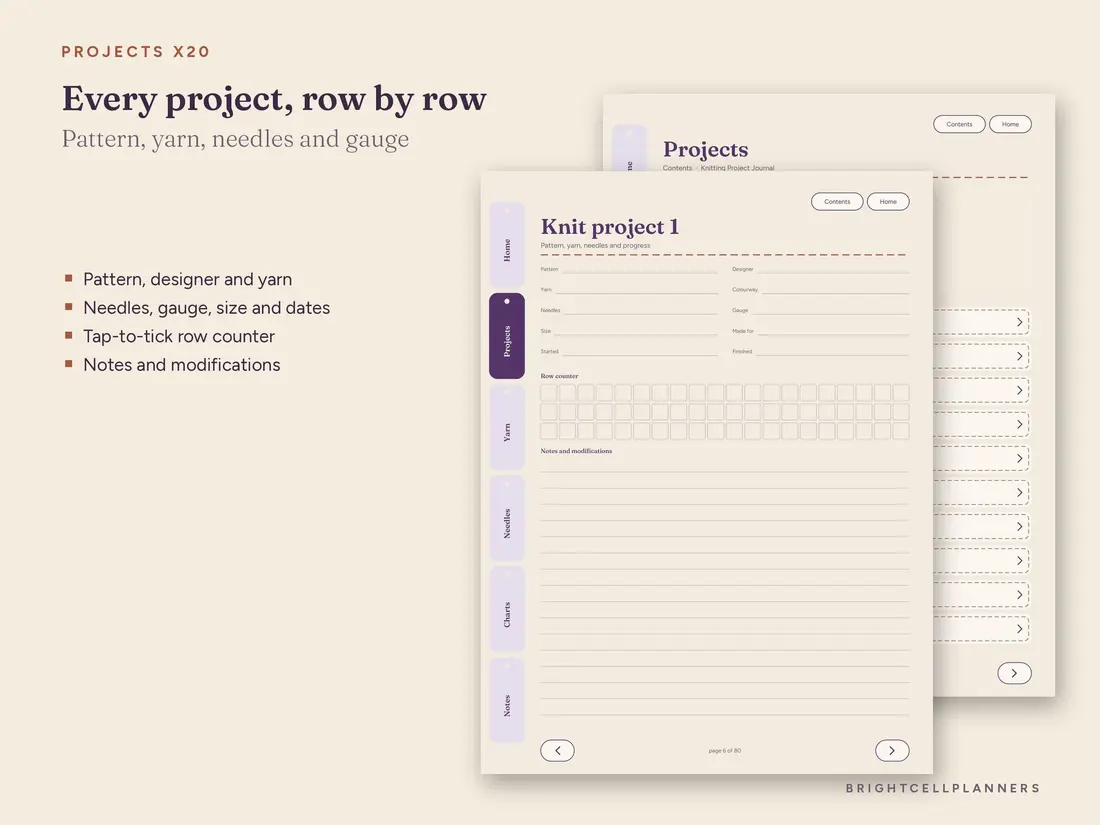 PROJECTS X20
Every project, row by row
Pattern, yarn, needles and gauge
Pattern, designer and yarn
Needles, gauge, size and dates
Tap-to-tick row counter
Notes and modifications
Contents Home
Projects
Contents · Knitting Project Journal
Contents Home
Knit project 1
Pattern, yarn, needles and progress
Pattern Designer
Yarn Colourway
Needles Gauge
Size Made for
Started Finished
Row counter
Notes and modifications
Home
Projects
Yarn
Needles
Charts
Notes
page 6 of 80
BRIGHTCELLPLANNERS